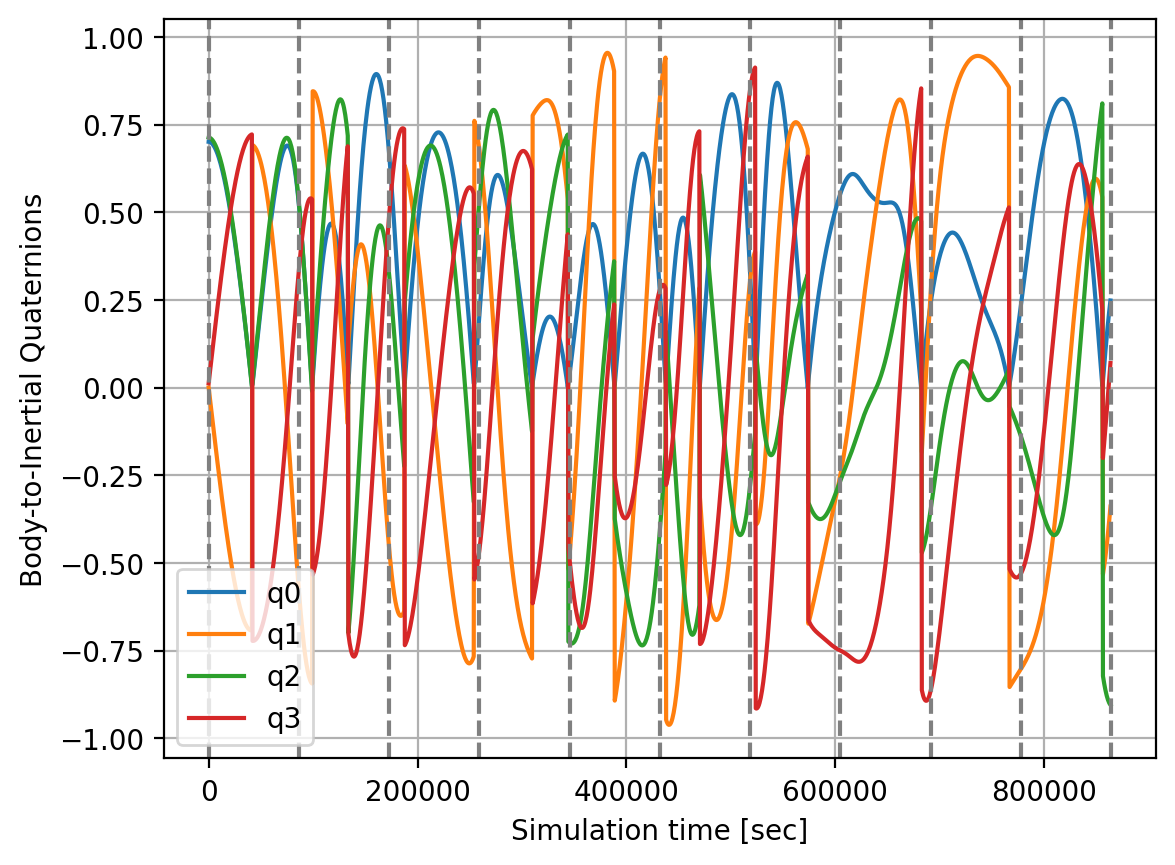 1.00
0.75
0.50
0.25
0.00
−0.25
−0.50
−0.75
−1.00
Body-to-Inertial Quaternions
q0
q1
q2
q3
0 200000 400000 600000 800000
Simulation time [sec]